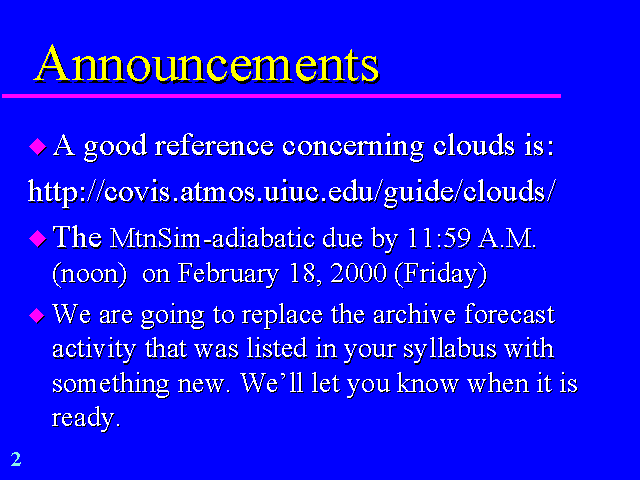 Announcements
A good reference concerning clouds is:
http://covis.atmos.uiuc.edu/guide/clouds/
The MtnSim-adiabatic due by 11:59 A.M.
(noon)  on February 18, 2000 (Friday)
We are going to replace the archive forecast
activity that was listed in your syllabus with
something new. We’ll let you know when it is
ready.
2